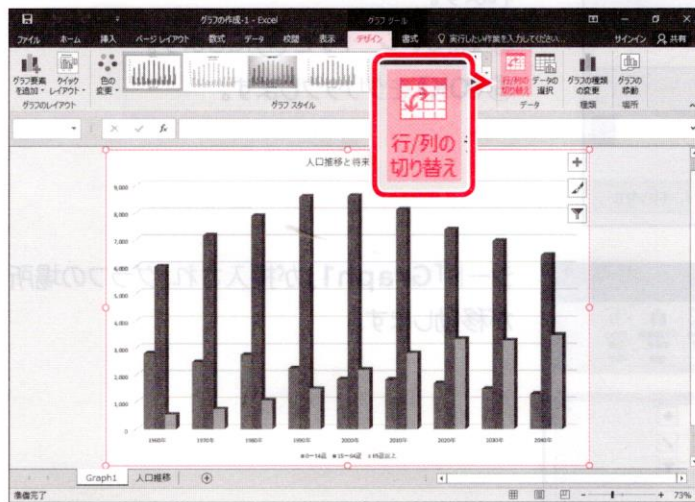 グラフの作成-1 - Excel
グラフ ツール
ファイル ホーム 挿入 ページ レイアウト 数式 データ 校閲 表示 デザイン 書式 実行したい作業を入力してください... サインイン 共有
グラフ要素を追加 クイックレイアウト 色の変更 行/列の切り替え データの選択 グラフの種類の変更 グラフの移動
グラフのレイアウト グラフ スタイル データ 種類 場所
行/列の
切り替え
fx
人口推移と将来
9,000
8,000
7,000
6,000
5,000
4,000
3,000
2,000
1,000
0
1960年 1970年 1980年 1990年 2000年 2010年 2020年 2030年 2040年
0~14歳 15~64歳 65歳以上
Graph1 人口推移
準備完了
73%